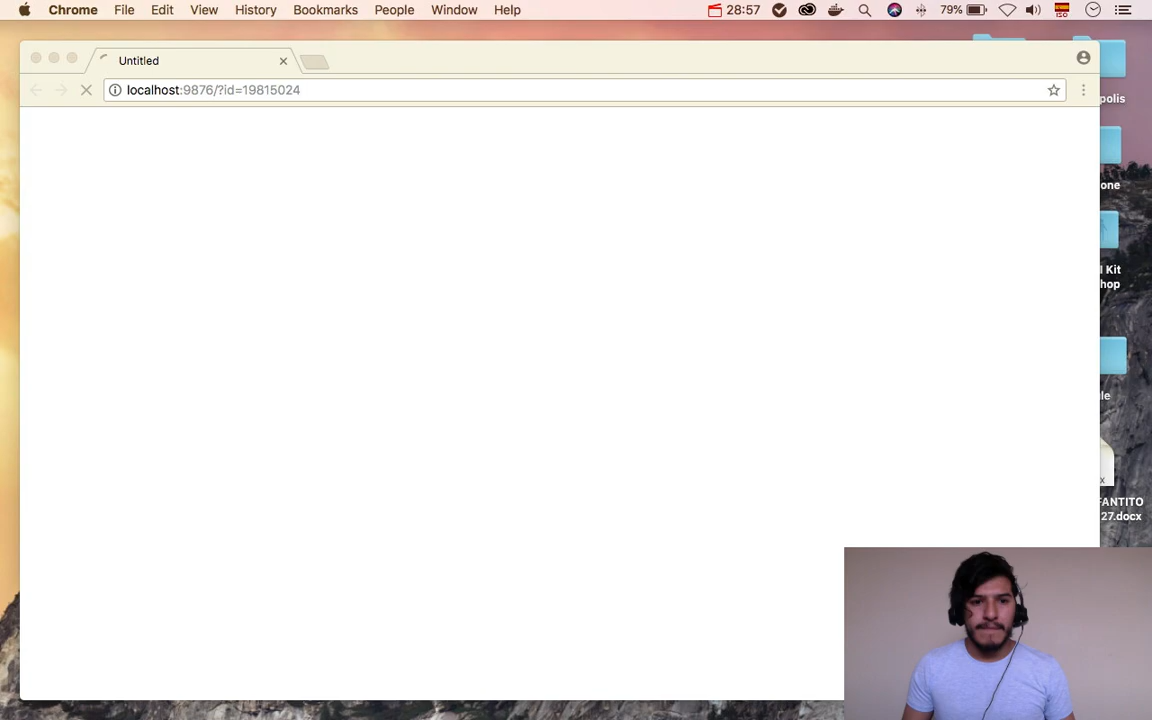 Chrome File Edit View History Bookmarks People Window Help 28:57 79% ISO
Untitled
localhost:9876/?id=19815024
polis
one
l Kit
hop
le
x
FANTITO
27.docx